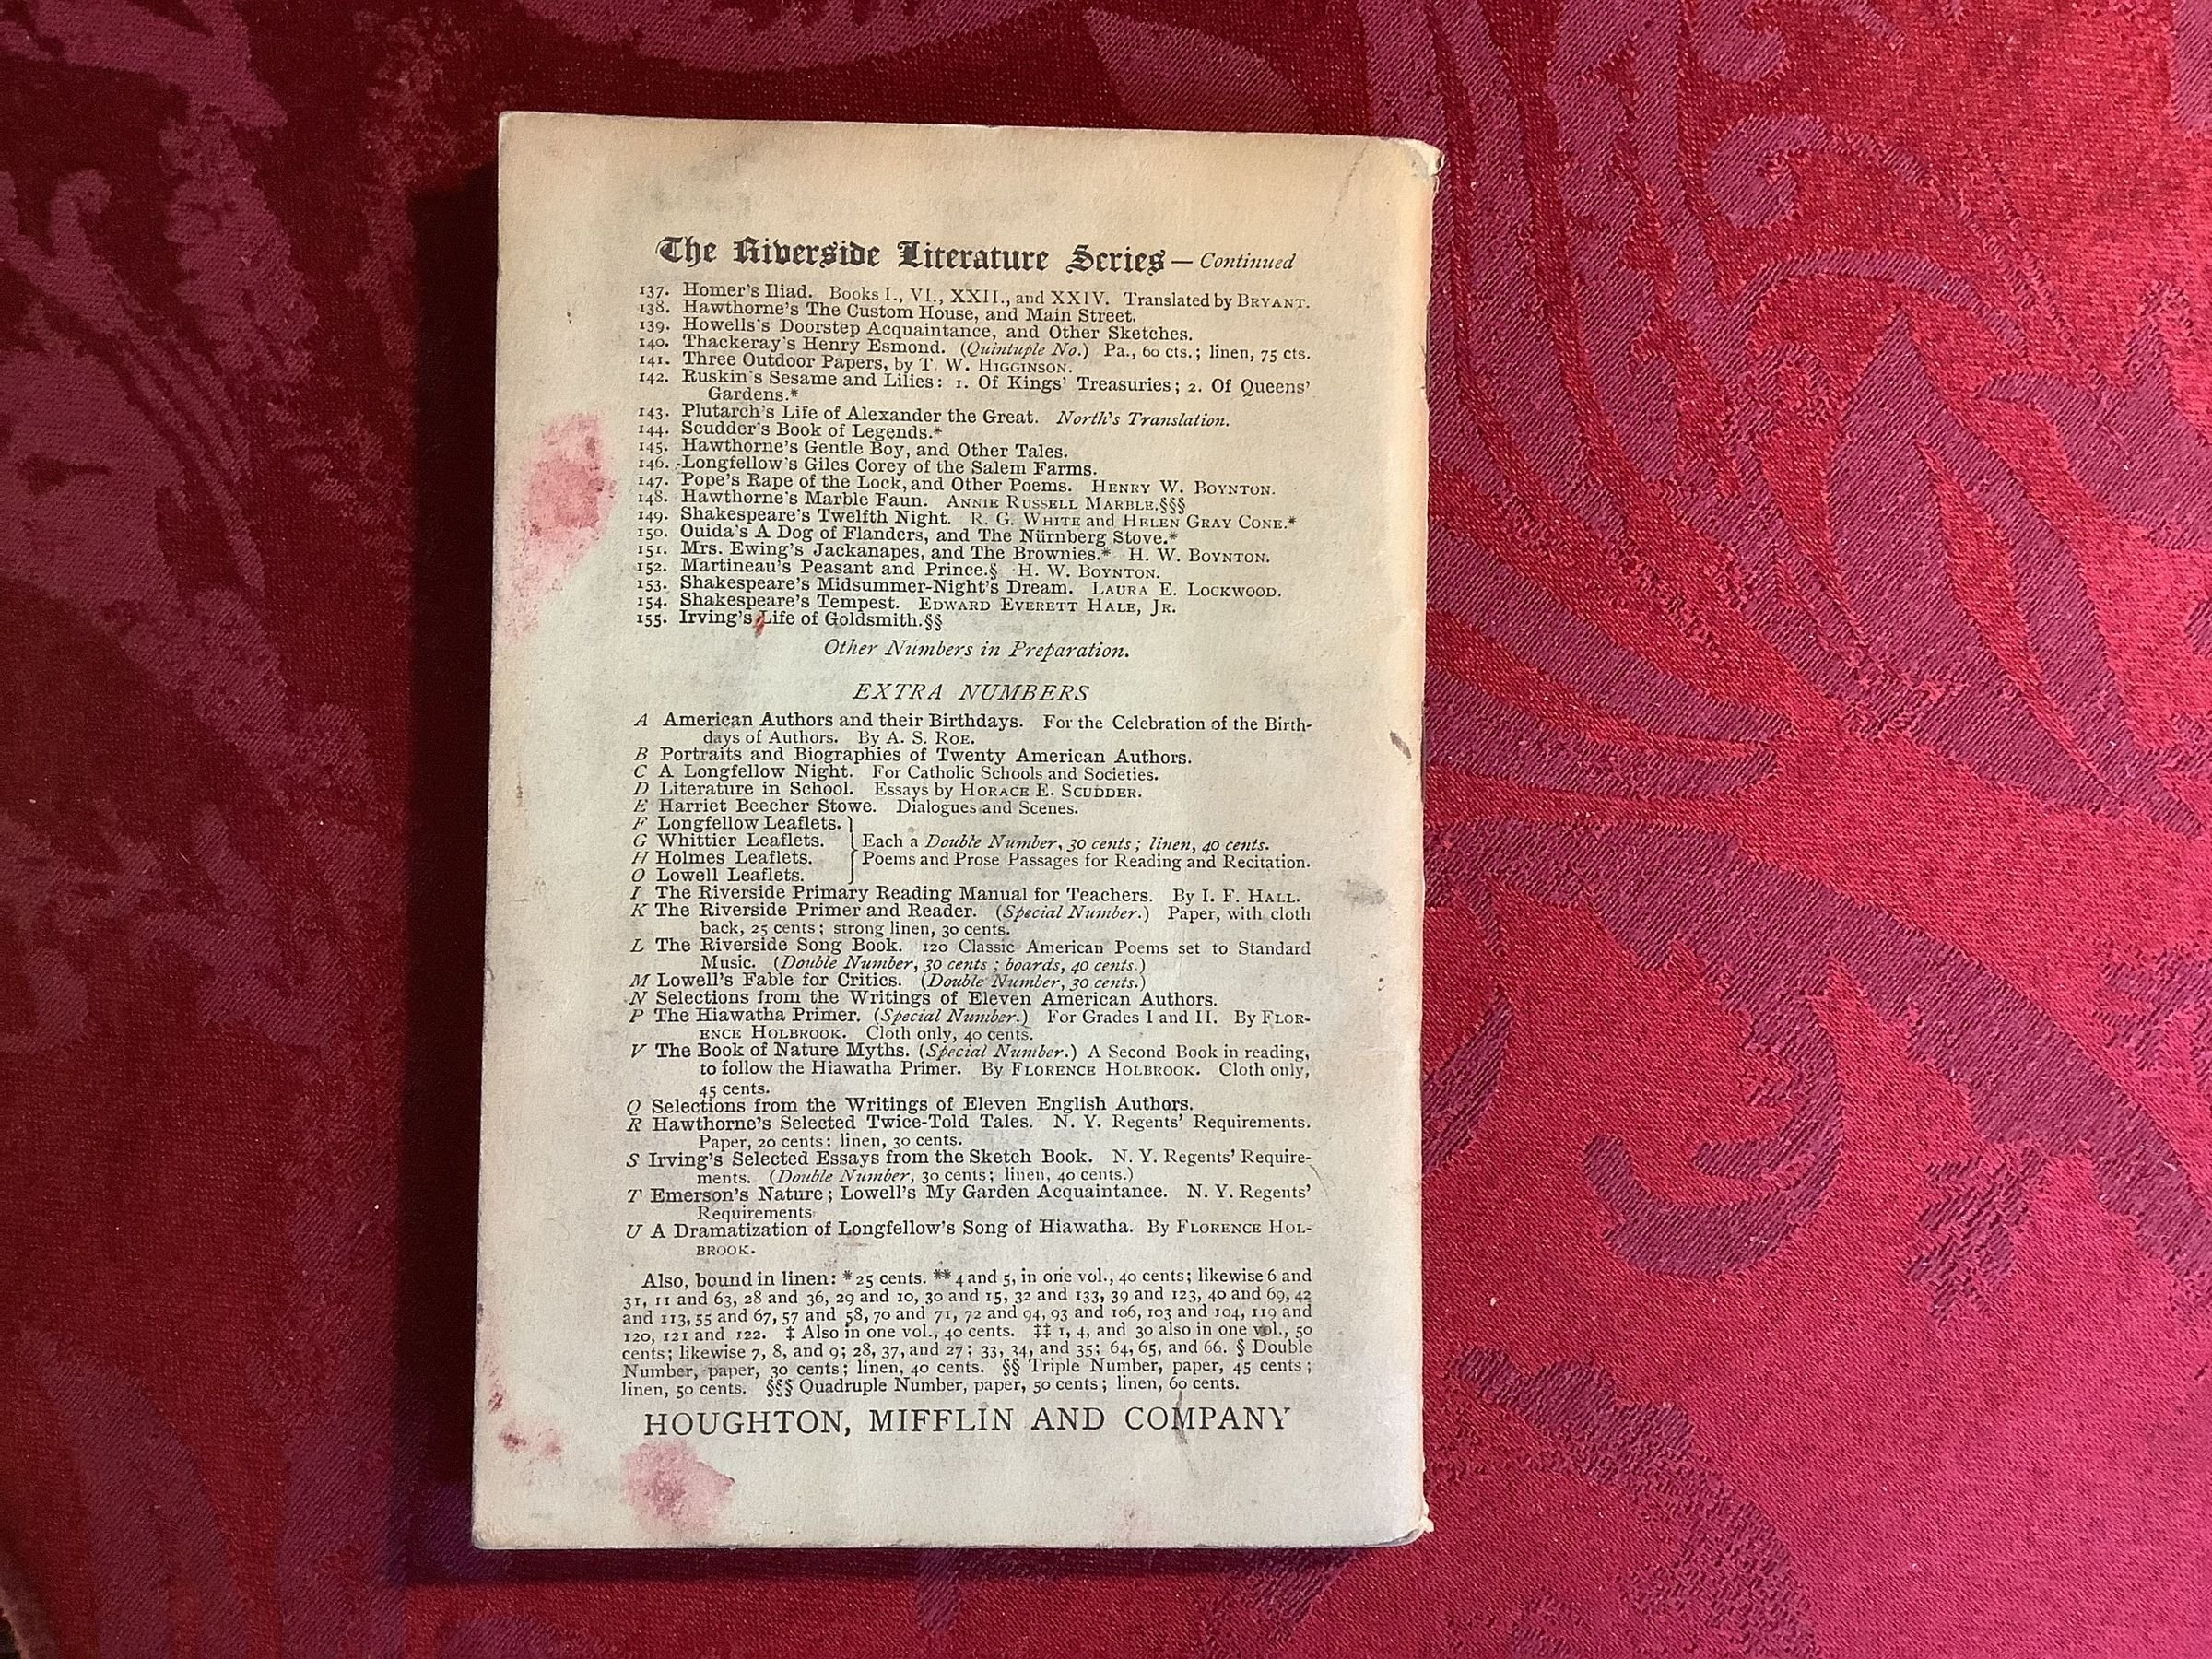 The Riverside Literature Series — Continued
137. Homer's Iliad. Books I., VI., XXII., and XXIV. Translated by BRYANT.
138. Hawthorne's The Custom House, and Main Street.
139. Howells's Doorstep Acquaintance, and Other Sketches.
140. Thackeray's Henry Esmond. (Quintuple No.) Pa., 60 cts.; linen, 75 cts.
141. Three Outdoor Papers, by T. W. HIGGINSON.
142. Ruskin's Sesame and Lilies: 1. Of Kings' Treasuries; 2. Of Queens'
Gardens.*
143. Plutarch's Life of Alexander the Great. North's Translation.
144. Scudder's Book of Legends.*
145. Hawthorne's Gentle Boy, and Other Tales.
146. Longfellow's Giles Corey of the Salem Farms.
147. Pope's Rape of the Lock, and Other Poems. HENRY W. BOYNTON.
148. Hawthorne's Marble Faun. ANNIE RUSSELL MARBLE.§§§
149. Shakespeare's Twelfth Night. R. G. WHITE and HELEN GRAY CONE.*
150. Ouida's A Dog of Flanders, and The Nürnberg Stove.*
151. Mrs. Ewing's Jackanapes, and The Brownies.* H. W. BOYNTON.
152. Martineau's Peasant and Prince.§ H. W. BOYNTON.
153. Shakespeare's Midsummer-Night's Dream. LAURA E. LOCKWOOD.
154. Shakespeare's Tempest. EDWARD EVERETT HALE, JR.
155. Irving's Life of Goldsmith.§§
Other Numbers in Preparation.
EXTRA NUMBERS
A American Authors and their Birthdays. For the Celebration of the Birth-
days of Authors. By A. S. ROE.
B Portraits and Biographies of Twenty American Authors.
C A Longfellow Night. For Catholic Schools and Societies.
D Literature in School. Essays by HORACE E. SCUDDER.
E Harriet Beecher Stowe. Dialogues and Scenes.
F Longfellow Leaflets.
G Whittier Leaflets. Each a Double Number, 30 cents; linen, 40 cents.
H Holmes Leaflets. Poems and Prose Passages for Reading and Recitation.
O Lowell Leaflets.
I The Riverside Primary Reading Manual for Teachers. By I. F. HALL.
K The Riverside Primer and Reader. (Special Number.) Paper, with cloth
back, 25 cents; strong linen, 30 cents.
L The Riverside Song Book. 120 Classic American Poems set to Standard
Music. (Double Number, 30 cents; boards, 40 cents.)
M Lowell's Fable for Critics. (Double Number, 30 cents.)
N Selections from the Writings of Eleven American Authors.
P The Hiawatha Primer. (Special Number.) For Grades I and II. By FLOR-
ENCE HOLBROOK. Cloth only, 40 cents.
V The Book of Nature Myths. (Special Number.) A Second Book in reading,
to follow the Hiawatha Primer. By FLORENCE HOLBROOK. Cloth only,
45 cents.
Q Selections from the Writings of Eleven English Authors.
R Hawthorne's Selected Twice-Told Tales. N. Y. Regents' Requirements.
Paper, 20 cents; linen, 30 cents.
S Irving's Selected Essays from the Sketch Book. N. Y. Regents' Require-
ments. (Double Number, 30 cents; linen, 40 cents.)
T Emerson's Nature; Lowell's My Garden Acquaintance. N. Y. Regents'
Requirements
U A Dramatization of Longfellow's Song of Hiawatha. By FLORENCE HOL-
BROOK.
Also, bound in linen: * 25 cents. ** 4 and 5, in one vol., 40 cents; likewise 6 and
31, 11 and 63, 28 and 36, 29 and 10, 30 and 15, 32 and 133, 39 and 123, 40 and 69, 42
and 113, 55 and 67, 57 and 58, 70 and 71, 72 and 94, 93 and 106, 103 and 104, 119 and
120, 121 and 122. ‡ Also in one vol., 40 cents. ‡‡ 1, 4, and 30 also in one vol., 50
cents; likewise 7, 8, and 9; 28, 37, and 27; 33, 34, and 35; 64, 65, and 66. § Double
Number, paper, 30 cents; linen, 40 cents. §§ Triple Number, paper, 45 cents;
linen, 50 cents. §§§ Quadruple Number, paper, 50 cents; linen, 60 cents.
HOUGHTON, MIFFLIN AND COMPANY